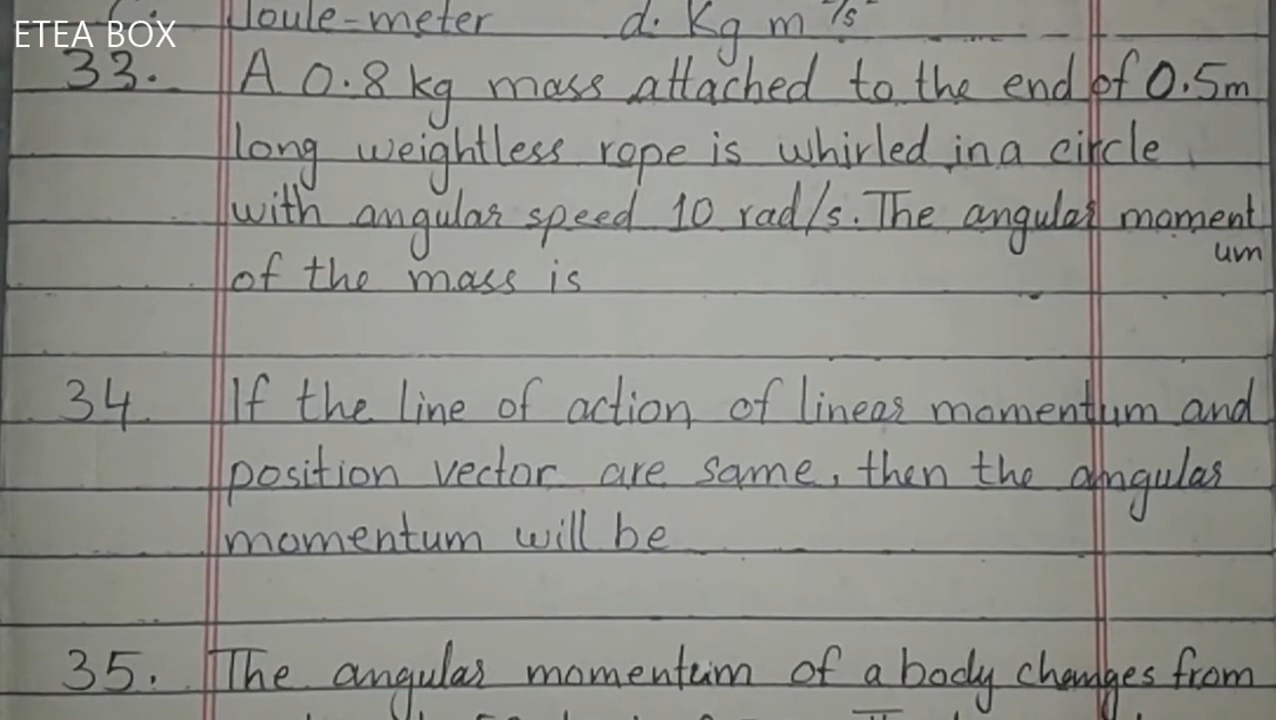 Joule-meter d. Kg m²/s²
ETEA BOX
33. A 0.8 kg mass attached to the end of 0.5m
long weightless rope is whirled in a circle
with angular speed 10 rad/s. The angular moment
um
of the mass is
34. If the line of action of linear momentum and
position vector are same, then the angular
momentum will be
35. The angular momentum of a body changes from